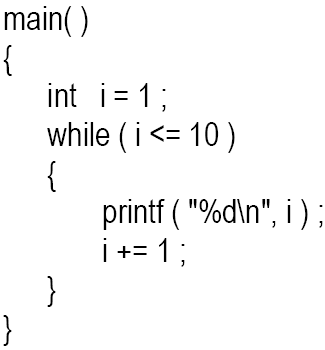 main( )
{
int i = 1 ;
while ( i <= 10 )
{
printf ( "%d\n", i ) ;
i += 1 ;
}
}